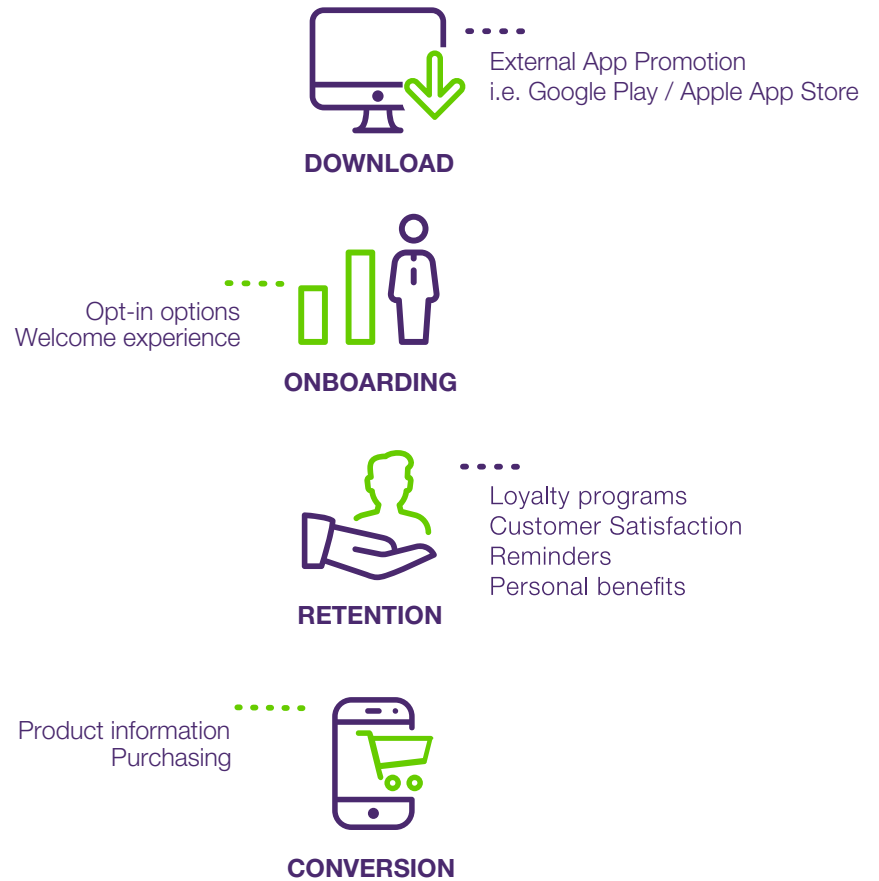 External App Promotion
i.e. Google Play / Apple App Store
DOWNLOAD
Opt-in options
Welcome experience
ONBOARDING
Loyalty programs
Customer Satisfaction
Reminders
Personal benefits
RETENTION
Product information
Purchasing
CONVERSION